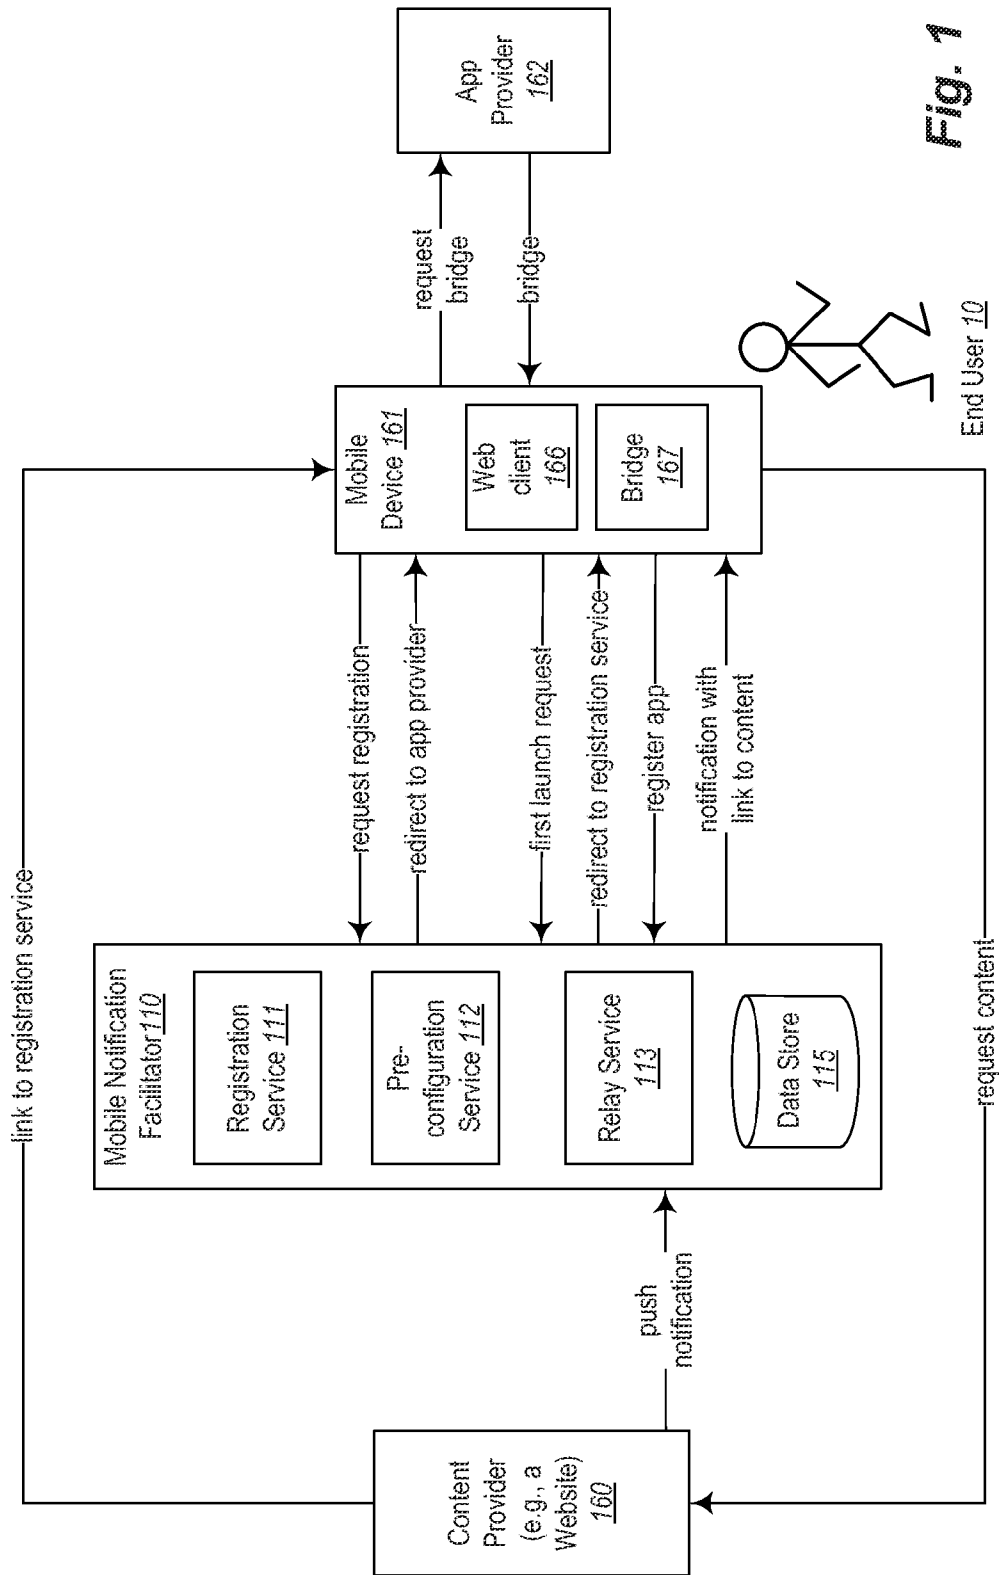 link to registration service
Content
Provider
(e.g., a
Website)
160
push
notification
Mobile Notification
Facilitator110
Registration
Service 111
Pre-
configuration
Service 112
Relay Service
113
Data Store
115
request registration
redirect to app provider
first launch request
redirect to registration service
register app
notification with
link to content
Mobile
Device 161
Web
client
166
Bridge
167
request
bridge
bridge
App
Provider
162
End User 10
request content
Fig. 1